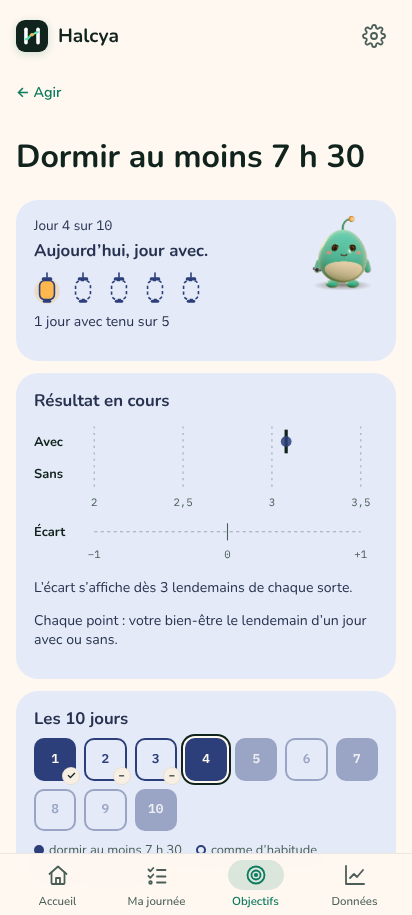 Halcya
← Agir
Dormir au moins 7 h 30
Jour 4 sur 10
Aujourd’hui, jour avec.
1 jour avec tenu sur 5
Résultat en cours
Avec
Sans
2 2,5 3 3,5
Écart
−1 0 +1
L’écart s’affiche dès 3 lendemains de chaque sorte.
Chaque point : votre bien-être le lendemain d’un jour
avec ou sans.
Les 10 jours
1 2 3 4 5 6 7
8 9 10
dormir au moins 7 h 30 comme d’habitude
Accueil Ma journée Objectifs Données